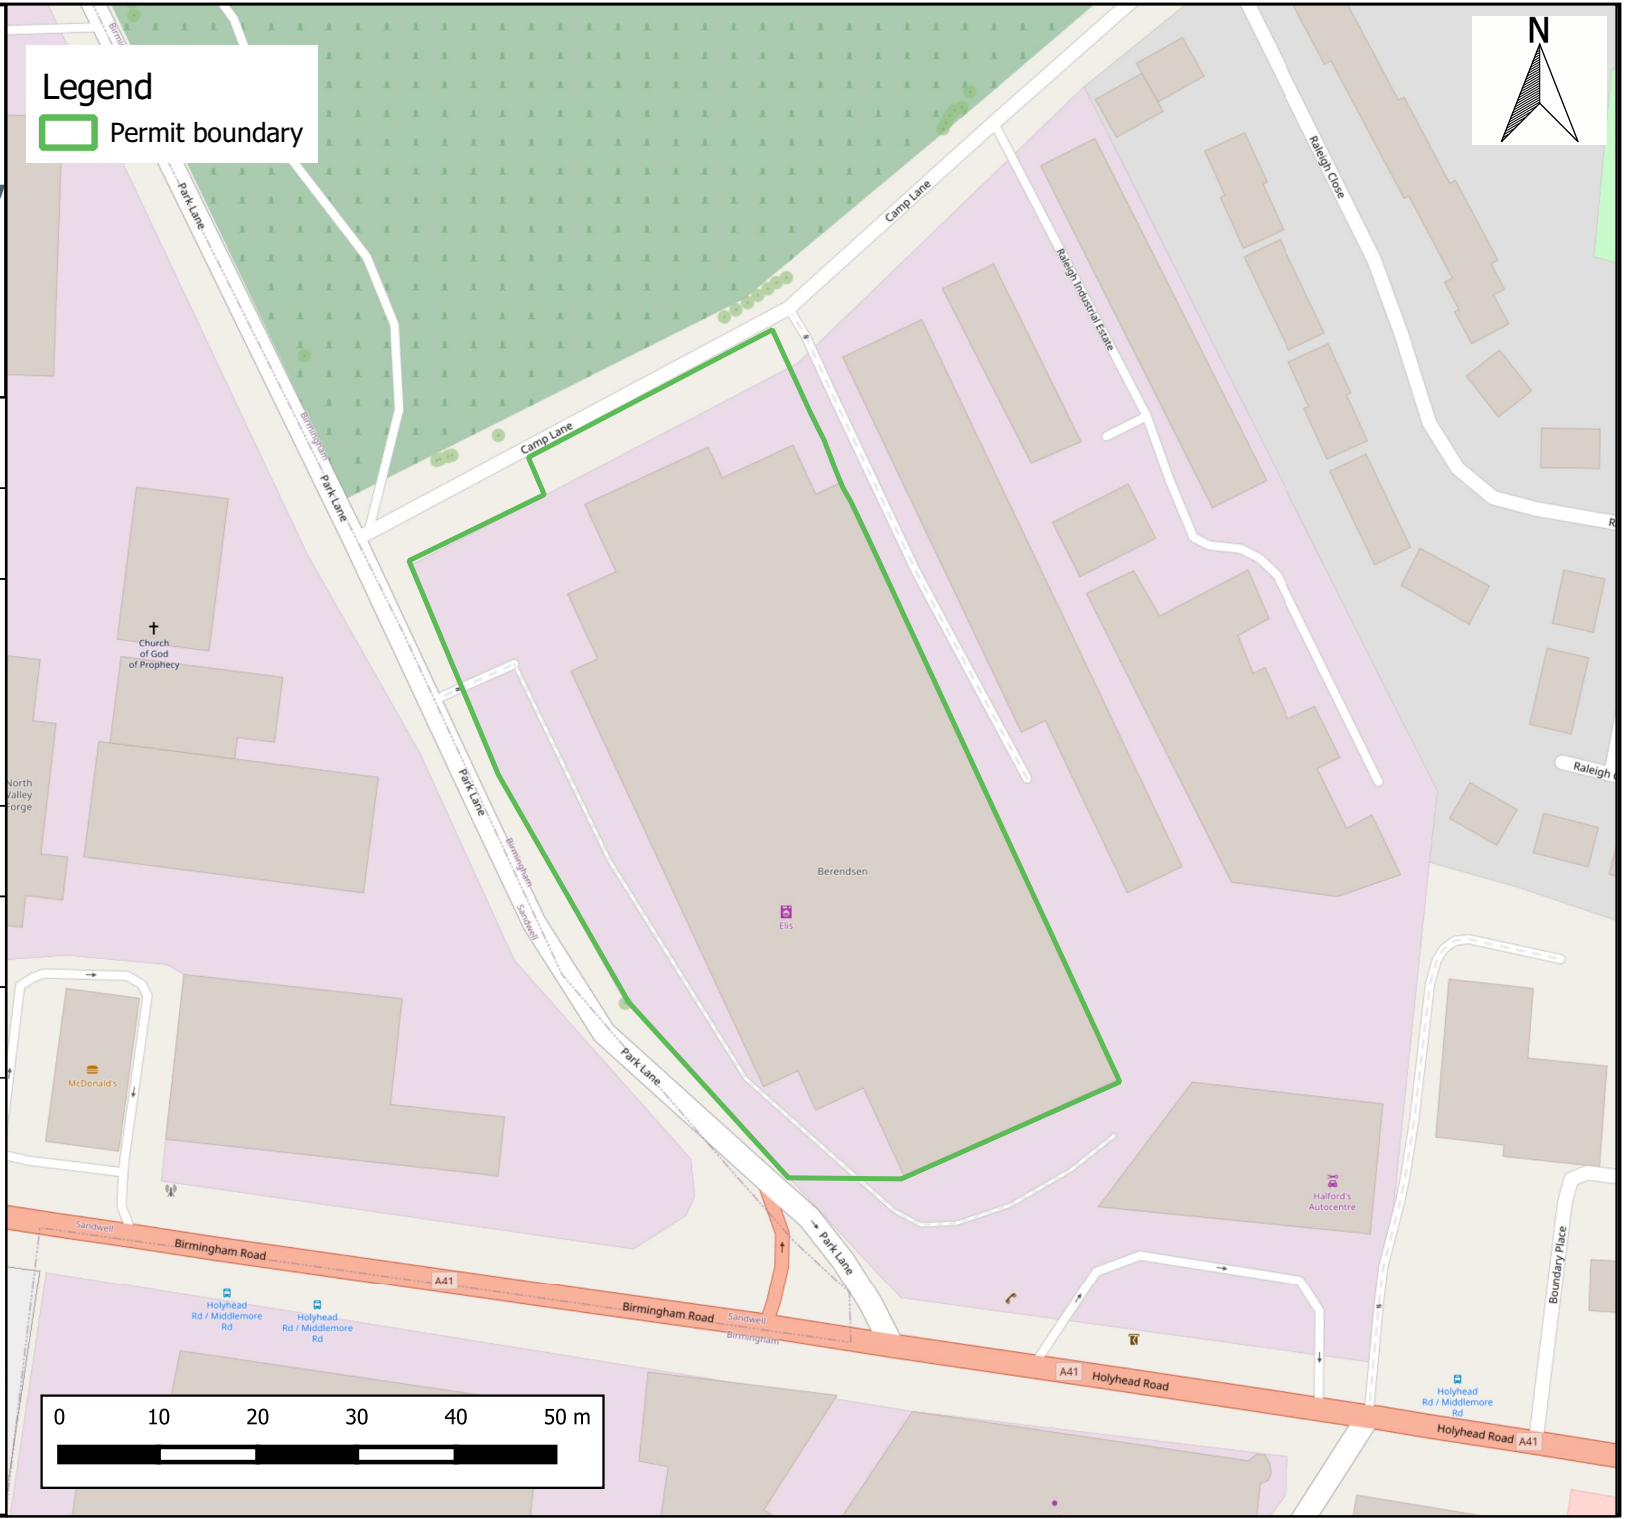 N
Legend
Permit boundary
Park Lane
Raleigh Close
Camp Lane
Raleigh Industrial Estate
Birmingham
Park Lane
Camp Lane
Church
of God
of Prophecy
North
Valley
Forge
Park Lane
Birmingham
Sandwell
Raleigh
Berendsen
Elis
Park Lane
McDonald's
Halford's
Autocentre
Sandwell
Birmingham Road
A41
Park Lane
Boundary Place
Holyhead
Rd / Middlemore
Rd
Holyhead
Rd / Middlemore
Rd
Birmingham Road
Sandwell
Birmingham
A41
Holyhead Road
Holyhead
Rd / Middlemore
Rd
Holyhead Road
A41
0 10 20 30 40 50 m